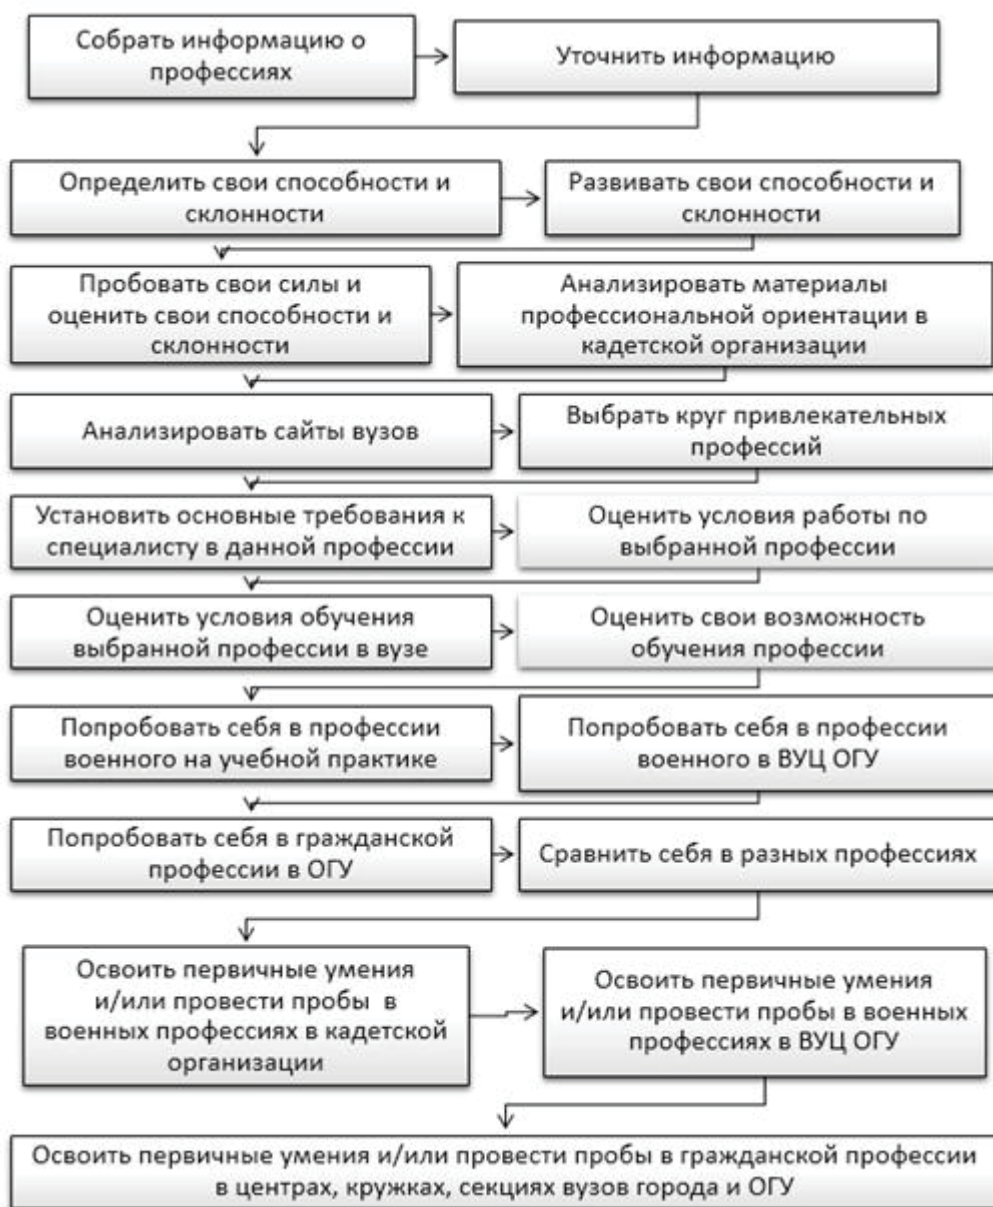 Собрать информацию о
профессиях
Уточнить информацию
Определить свои способности и
склонности
Развивать свои способности и
склонности
Пробовать свои силы и
оценить свои способности и
склонности
Анализировать материалы
профессиональной ориентации в
кадетской организации
Анализировать сайты вузов
Выбрать круг привлекательных
профессий
Установить основные требования к
специалисту в данной профессии
Оценить условия работы по
выбранной профессии
Оценить условия обучения
выбранной профессии в вузе
Оценить свои возможность
обучения профессии
Попробовать себя в профессии
военного на учебной практике
Попробовать себя в профессии
военного в ВУЦ ОГУ
Попробовать себя в гражданской
профессии в ОГУ
Сравнить себя в разных профессиях
Освоить первичные умения
и/или провести пробы в
военных профессиях в кадетской
организации
Освоить первичные умения
и/или провести пробы в военных
профессиях в ВУЦ ОГУ
Освоить первичные умения и/или провести пробы в гражданской профессии
в центрах, кружках, секциях вузов города и ОГУ